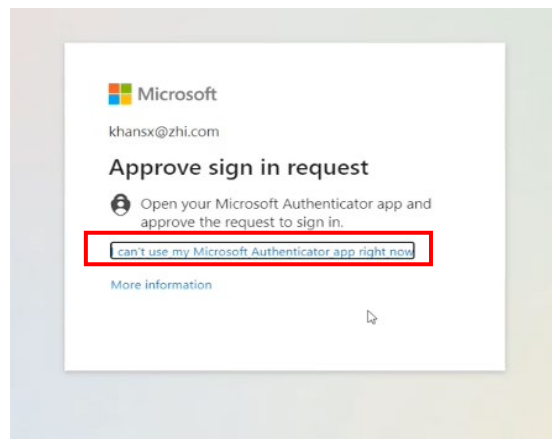 Microsoft
khansx@zhi.com
Approve sign in request
Open your Microsoft Authenticator app and
approve the request to sign in.
I can't use my Microsoft Authenticator app right now
More information